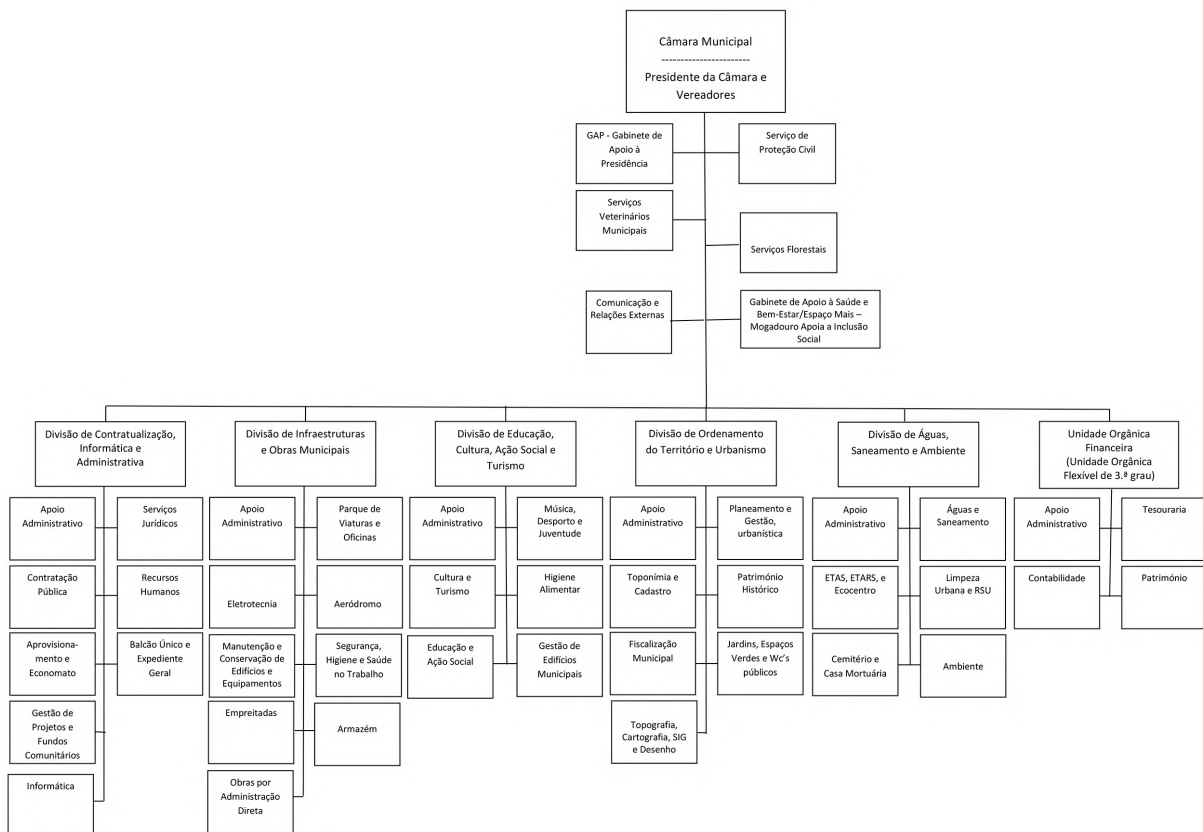 Câmara Municipal
-----------------------
Presidente da Câmara e
Vereadores
GAP - Gabinete de
Apoio à
Presidência
Serviço de
Proteção Civil
Serviços
Veterinários
Municipais
Serviços Florestais
Comunicação e
Relações Externas
Gabinete de Apoio à Saúde e
Bem-Estar/Espaço Mais –
Mogadouro Apoia a Inclusão
Social
Divisão de Contratualização,
Informática e
Administrativa
Divisão de Infraestruturas
e Obras Municipais
Divisão de Educação,
Cultura, Ação Social e
Turismo
Divisão de Ordenamento
do Território e Urbanismo
Divisão de Águas,
Saneamento e Ambiente
Unidade Orgânica
Financeira
(Unidade Orgânica
Flexível de 3.ª grau)
Apoio
Administrativo
Serviços
Jurídicos
Contratação
Pública
Recursos
Humanos
Aprovisiona-
mento e
Economato
Balcão Único e
Expediente
Geral
Gestão de
Projetos e
Fundos
Comunitários
Informática
Apoio
Administrativo
Parque de
Viaturas e
Oficinas
Eletrotecnia
Aeródromo
Manutenção e
Conservação de
Edifícios e
Equipamentos
Segurança,
Higiene e Saúde
no Trabalho
Empreitadas
Armazém
Obras por
Administração
Direta
Apoio
Administrativo
Música,
Desporto e
Juventude
Cultura e
Turismo
Higiene
Alimentar
Educação e
Ação Social
Gestão de
Edifícios
Municipais
Apoio
Administrativo
Planeamento e
Gestão,
urbanística
Toponímia e
Cadastro
Património
Histórico
Fiscalização
Municipal
Jardins, Espaços
Verdes e Wc's
públicos
Topografia,
Cartografia, SIG
e Desenho
Apoio
Administrativo
Águas e
Saneamento
ETAS, ETARS, e
Ecocentro
Limpeza
Urbana e RSU
Cemitério e
Casa Mortuária
Ambiente
Apoio
Administrativo
Tesouraria
Contabilidade
Património